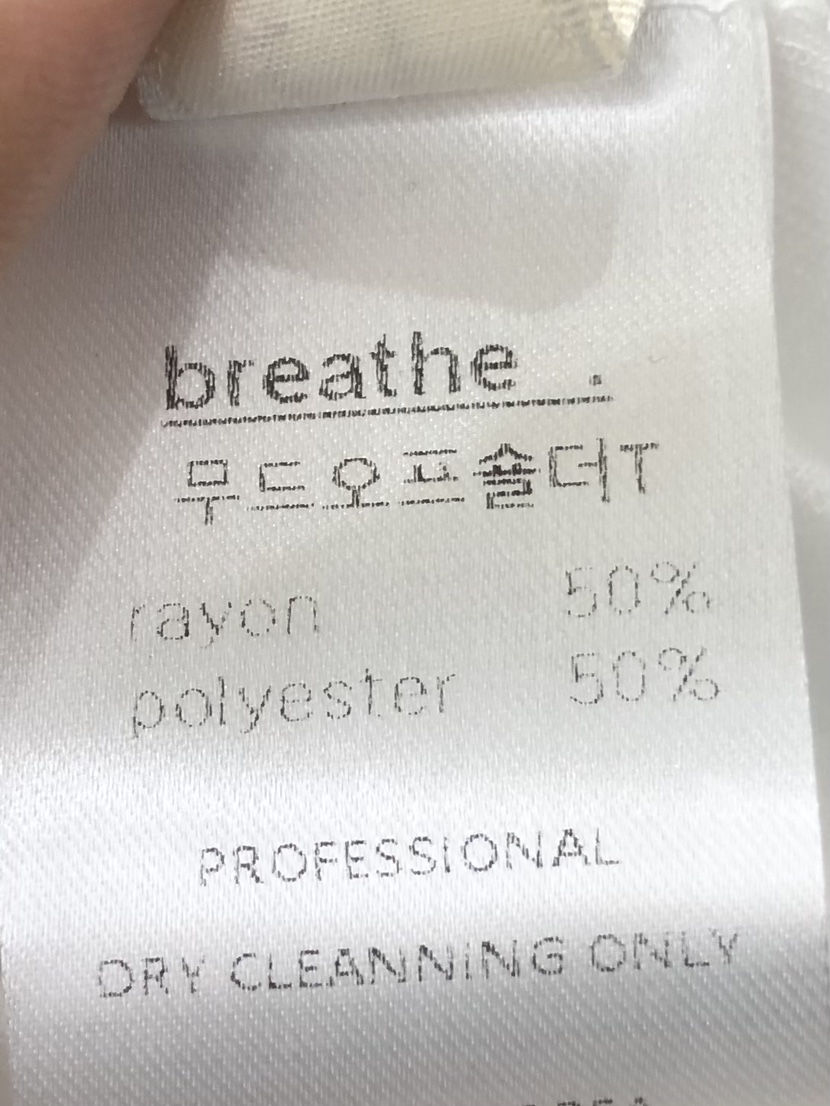 breathe .
무드오프숄더T
rayon 50%
polyester 50%
PROFESSIONAL
DRY CLEANNING ONLY